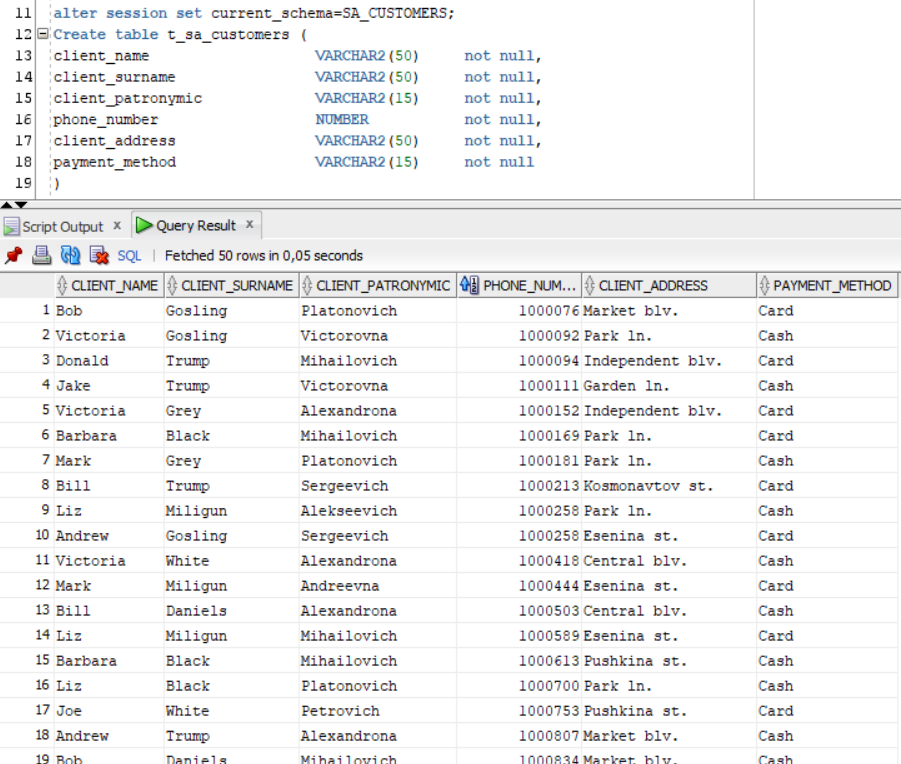 11 alter session set current_schema=SA_CUSTOMERS;
12 Create table t_sa_customers (
13 client_name VARCHAR2(50) not null,
14 client_surname VARCHAR2(50) not null,
15 client_patronymic VARCHAR2(15) not null,
16 phone_number NUMBER not null,
17 client_address VARCHAR2(50) not null,
18 payment_method VARCHAR2(15) not null
19 )
Script Output x Query Result x
SQL | Fetched 50 rows in 0,05 seconds
CLIENT_NAME CLIENT_SURNAME CLIENT_PATRONYMIC PHONE_NUM... CLIENT_ADDRESS PAYMENT_METHOD
1 Bob Gosling Platonovich 1000076 Market blv. Card
2 Victoria Gosling Victorovna 1000092 Park ln. Cash
3 Donald Trump Mihailovich 1000094 Independent blv. Card
4 Jake Trump Victorovna 1000111 Garden ln. Cash
5 Victoria Grey Alexandrona 1000152 Independent blv. Card
6 Barbara Black Mihailovich 1000169 Park ln. Card
7 Mark Grey Platonovich 1000181 Park ln. Cash
8 Bill Trump Sergeevich 1000213 Kosmonavtov st. Card
9 Liz Miligun Alekseevich 1000258 Park ln. Cash
10 Andrew Gosling Sergeevich 1000258 Esenina st. Card
11 Victoria White Alexandrona 1000418 Central blv. Cash
12 Mark Miligun Andreevna 1000444 Esenina st. Card
13 Bill Daniels Alexandrona 1000503 Central blv. Cash
14 Liz Miligun Mihailovich 1000589 Esenina st. Card
15 Barbara Black Mihailovich 1000613 Pushkina st. Cash
16 Liz Black Platonovich 1000700 Park ln. Cash
17 Joe White Petrovich 1000753 Pushkina st. Card
18 Andrew Trump Alexandrona 1000807 Market blv. Cash
19 Bob Daniels Mihailovich 1000834 Market blv. Cash